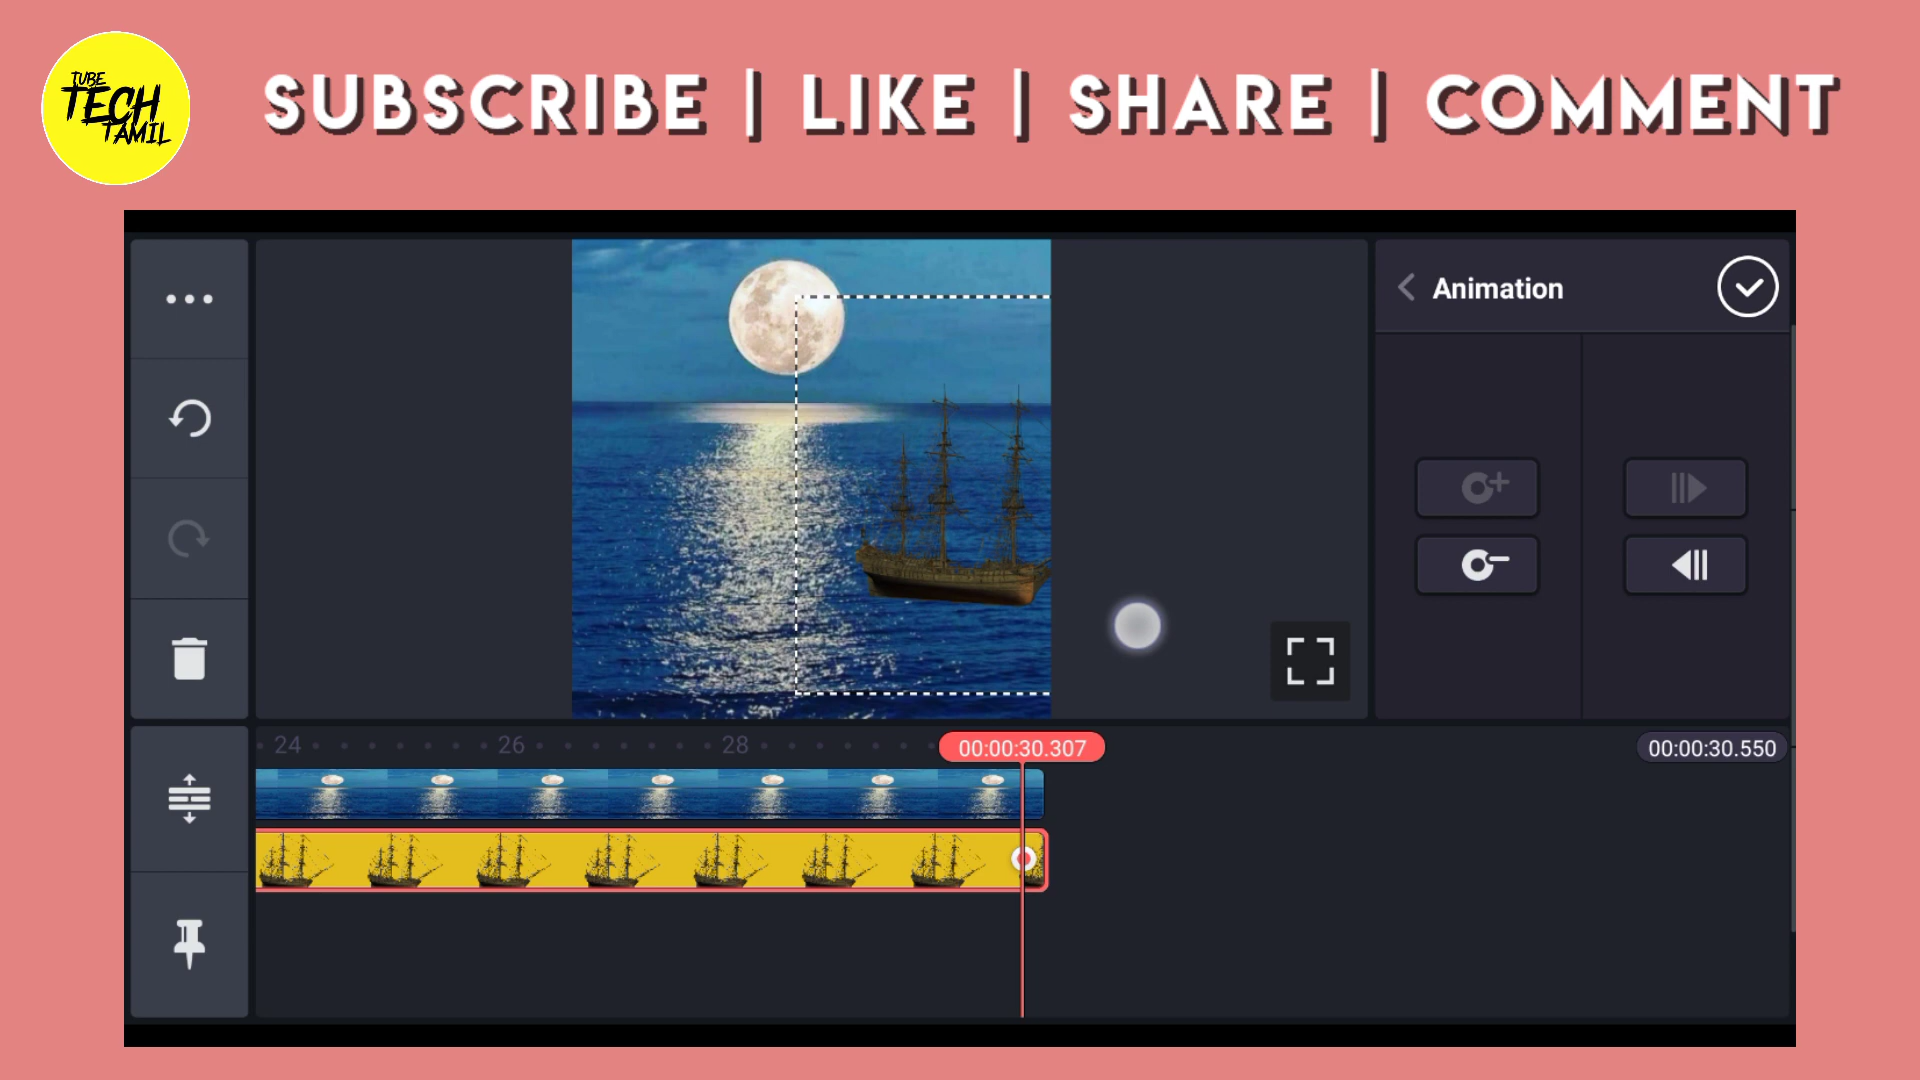 TUBE
TECH
TAMIL
SUBSCRIBE | LIKE | SHARE | COMMENT
Animation
24 26 28 00:00:30.307 00:00:30.550